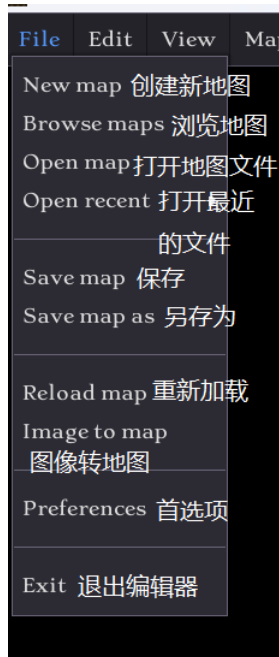 File Edit View Map
New map 创建新地图
Browse maps 浏览地图
Open map 打开地图文件
Open recent 打开最近
的文件
Save map 保存
Save map as 另存为
Reload map 重新加载
Image to map
图像转地图
Preferences 首选项
Exit 退出编辑器